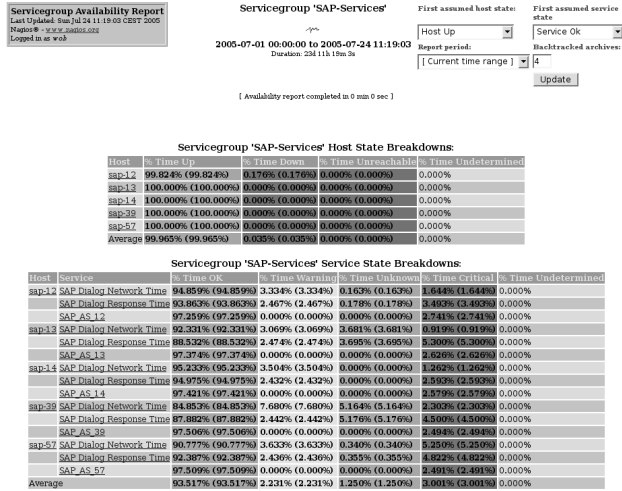 Servicegroup Availability Report
Last Updated: Sun Jul 24 11:19:03 CEST 2005
Nagios® - www.nagios.org
Logged in as wob
Servicegroup 'SAP-Services'
2005-07-01 00:00:00 to 2005-07-24 11:19:03
Duration: 23d 11h 19m 3s
[ Availability report completed in 0 min 0 sec ]
First assumed host state:
First assumed service state
Host Up
Service Ok
Report period:
Backtracked archives:
[ Current time range ]
4
Update
Servicegroup 'SAP-Services' Host State Breakdowns:
Host % Time Up % Time Down % Time Unreachable % Time Undetermined
sap-12 99.824% (99.824%) 0.176% (0.176%) 0.000% (0.000%) 0.000%
sap-13 100.000% (100.000%) 0.000% (0.000%) 0.000% (0.000%) 0.000%
sap-14 100.000% (100.000%) 0.000% (0.000%) 0.000% (0.000%) 0.000%
sap-39 100.000% (100.000%) 0.000% (0.000%) 0.000% (0.000%) 0.000%
sap-57 100.000% (100.000%) 0.000% (0.000%) 0.000% (0.000%) 0.000%
Average 99.965% (99.965%) 0.035% (0.035%) 0.000% (0.000%) 0.000%
Servicegroup 'SAP-Services' Service State Breakdowns:
Host Service % Time OK % Time Warning % Time Unknown % Time Critical % Time Undetermined
sap-12 SAP Dialog Network Time 94.859% (94.859%) 3.334% (3.334%) 0.163% (0.163%) 1.644% (1.644%) 0.000%
SAP Dialog Response Time 93.863% (93.863%) 2.467% (2.467%) 0.178% (0.178%) 3.493% (3.493%) 0.000%
SAP_AS_12 97.259% (97.259%) 0.000% (0.000%) 0.000% (0.000%) 2.741% (2.741%) 0.000%
sap-13 SAP Dialog Network Time 92.331% (92.331%) 3.069% (3.069%) 3.681% (3.681%) 0.919% (0.919%) 0.000%
SAP Dialog Response Time 88.532% (88.532%) 2.474% (2.474%) 3.695% (3.695%) 5.300% (5.300%) 0.000%
SAP_AS_13 97.374% (97.374%) 0.000% (0.000%) 0.000% (0.000%) 2.626% (2.626%) 0.000%
sap-14 SAP Dialog Network Time 95.233% (95.233%) 3.504% (3.504%) 0.000% (0.000%) 1.262% (1.262%) 0.000%
SAP Dialog Response Time 94.975% (94.975%) 2.432% (2.432%) 0.000% (0.000%) 2.593% (2.593%) 0.000%
SAP_AS_14 97.421% (97.421%) 0.000% (0.000%) 0.000% (0.000%) 2.579% (2.579%) 0.000%
sap-39 SAP Dialog Network Time 84.853% (84.853%) 7.680% (7.680%) 5.164% (5.164%) 2.303% (2.303%) 0.000%
SAP Dialog Response Time 87.882% (87.882%) 2.442% (2.442%) 5.176% (5.176%) 4.500% (4.500%) 0.000%
SAP_AS_39 97.506% (97.506%) 0.000% (0.000%) 0.000% (0.000%) 2.494% (2.494%) 0.000%
sap-57 SAP Dialog Network Time 90.777% (90.777%) 3.633% (3.633%) 0.340% (0.340%) 5.250% (5.250%) 0.000%
SAP Dialog Response Time 92.387% (92.387%) 2.436% (2.436%) 0.355% (0.355%) 4.822% (4.822%) 0.000%
SAP_AS_57 97.509% (97.509%) 0.000% (0.000%) 0.000% (0.000%) 2.491% (2.491%) 0.000%
Average 93.517% (93.517%) 2.231% (2.231%) 1.250% (1.250%) 3.001% (3.001%) 0.000%